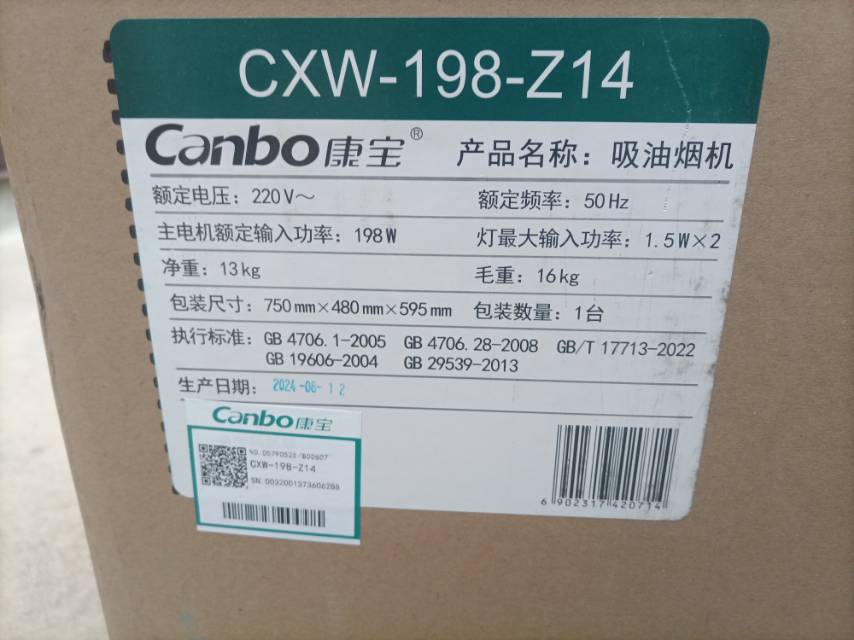 CXW-198-Z14
Canbo康宝® 产品名称：吸油烟机
额定电压：220V～ 额定频率：50Hz
主电机额定输入功率：198W 灯最大输入功率：1.5W×2
净重：13kg 毛重：16kg
包装尺寸：750mm×480mm×595mm 包装数量：1台
执行标准：GB 4706.1-2005 GB 4706.28-2008 GB/T 17713-2022
GB 19606-2004 GB 29539-2013
生产日期：2024-06-12
Canbo康宝
CXW-198-Z14
SN.0032001373606286
6 902317 420714